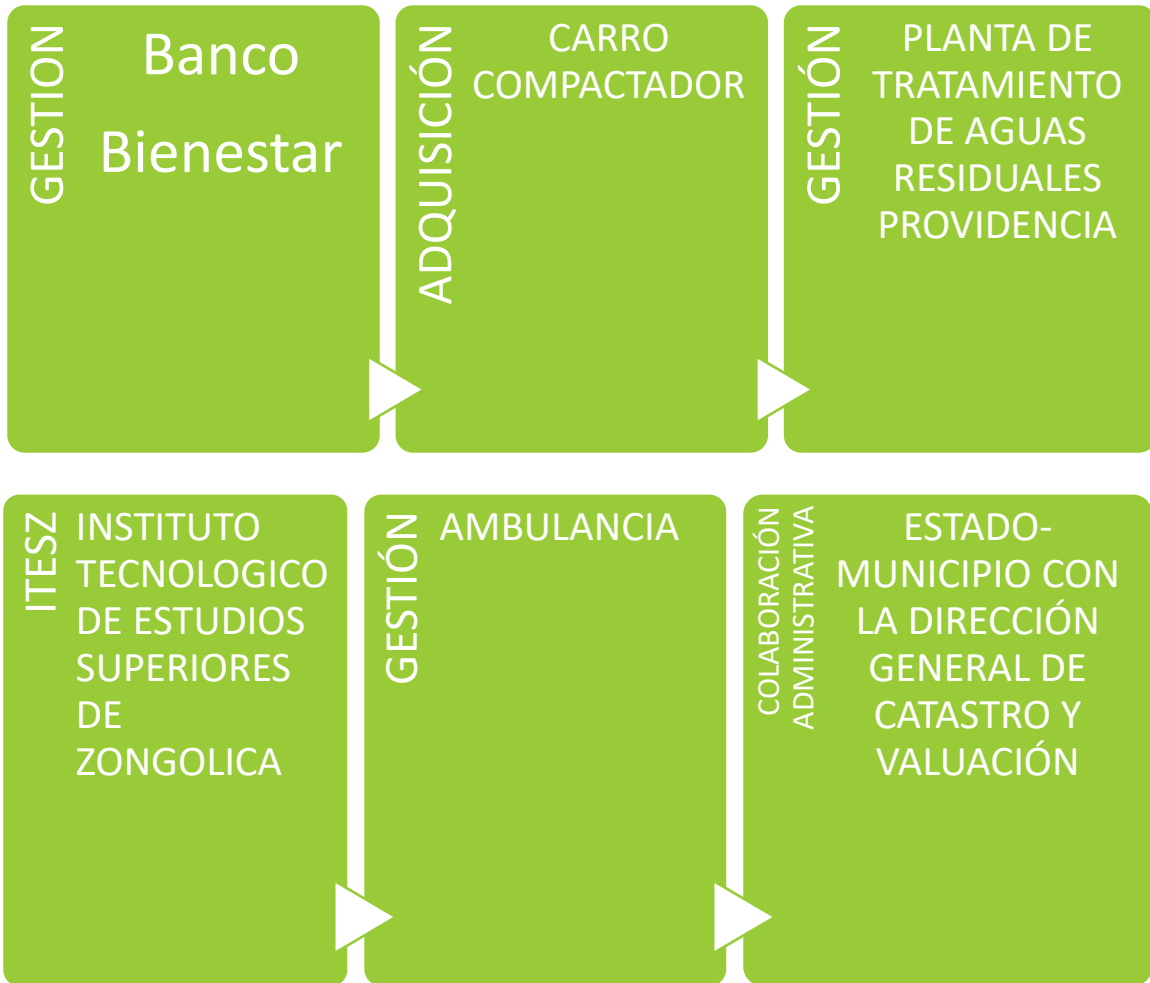 GESTION
Banco
Bienestar
ADQUISICIÓN
CARRO
COMPACTADOR
GESTIÓN
PLANTA DE
TRATAMIENTO
DE AGUAS
RESIDUALES
PROVIDENCIA
ITESZ
INSTITUTO
TECNOLOGICO
DE ESTUDIOS
SUPERIORES
DE
ZONGOLICA
GESTIÓN
AMBULANCIA
COLABORACIÓN
ADMINISTRATIVA
ESTADO-
MUNICIPIO CON
LA DIRECCIÓN
GENERAL DE
CATASTRO Y
VALUACIÓN